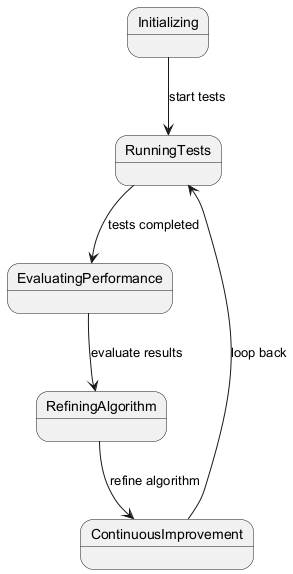 Initializing
start tests
RunningTests
tests completed
EvaluatingPerformance
evaluate results
loop back
RefiningAlgorithm
refine algorithm
ContinuousImprovement